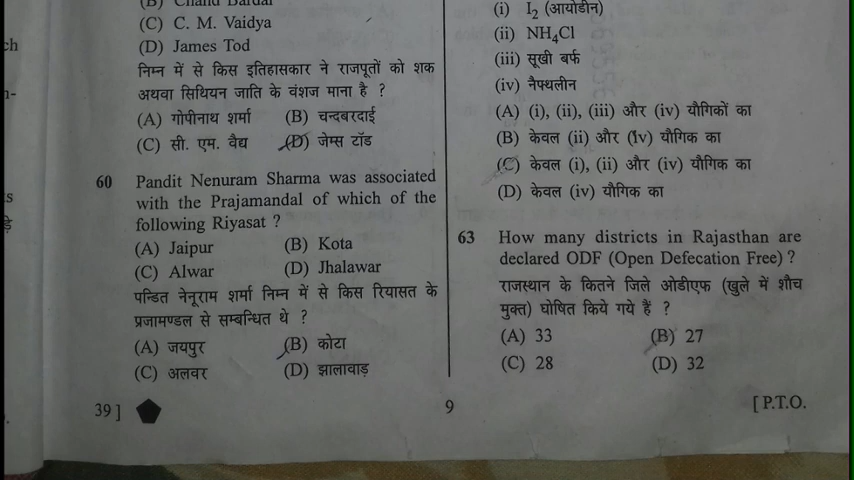 (B) Chand Bardai
(C) C. M. Vaidya
(D) James Tod
निम्न में से किस इतिहासकार ने राजपूतों को शक
अथवा सिथियन जाति के वंशज माना है ?
(A) गोपीनाथ शर्मा (B) चन्दबरदाई
(C) सी. एम. वैद्य (D) जेम्स टॉड
60 Pandit Nenuram Sharma was associated
with the Prajamandal of which of the
following Riyasat ?
(A) Jaipur (B) Kota
(C) Alwar (D) Jhalawar
पन्डित नेनूराम शर्मा निम्न में से किस रियासत के
प्रजामण्डल से सम्बन्धित थे ?
(A) जयपुर (B) कोटा
(C) अलवर (D) झालावाड़
(i) I₂ (आयोडीन)
(ii) NH₄Cl
(iii) सूखी बर्फ
(iv) नैफ्थलीन
(A) (i), (ii), (iii) और (iv) यौगिकों का
(B) केवल (ii) और (iv) यौगिक का
(C) केवल (i), (ii) और (iv) यौगिक का
(D) केवल (iv) यौगिक का
63 How many districts in Rajasthan are
declared ODF (Open Defecation Free) ?
राजस्थान के कितने जिले ओडीएफ (खुले में शौच
मुक्त) घोषित किये गये हैं ?
(A) 33 (B) 27
(C) 28 (D) 32
39 ] 9 [ P.T.O.